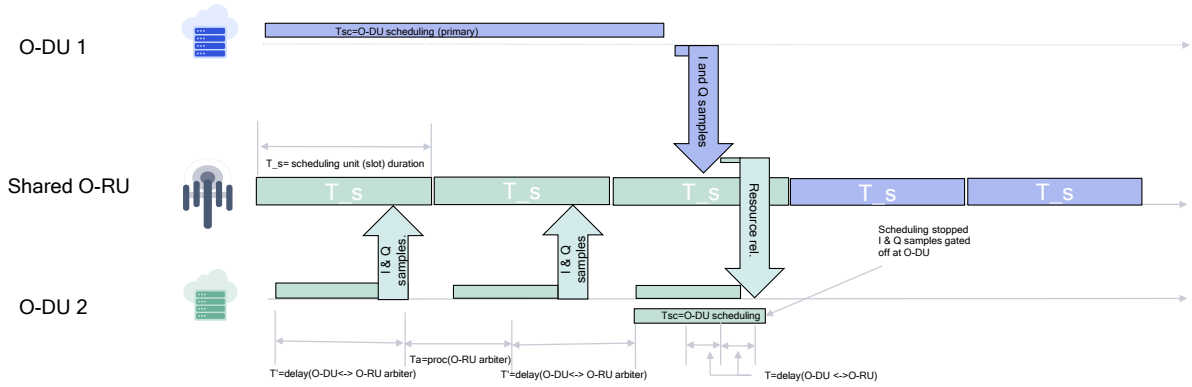 O-DU 1
Tsc=O-DU scheduling (primary)
I and Q samples
T_s= scheduling unit (slot) duration
Shared O-RU
T_s
T_s
T_s
T_s
T_s
I & Q
samples.
I & Q
samples
Resource rel.
Scheduling stopped
I & Q samples gated
off at O-DU
O-DU 2
Tsc=O-DU scheduling
Ta=proc(O-RU arbiter)
T'=delay(O-DU<-> O-RU arbiter)
T'=delay(O-DU<-> O-RU arbiter)
T=delay(O-DU <->O-RU)